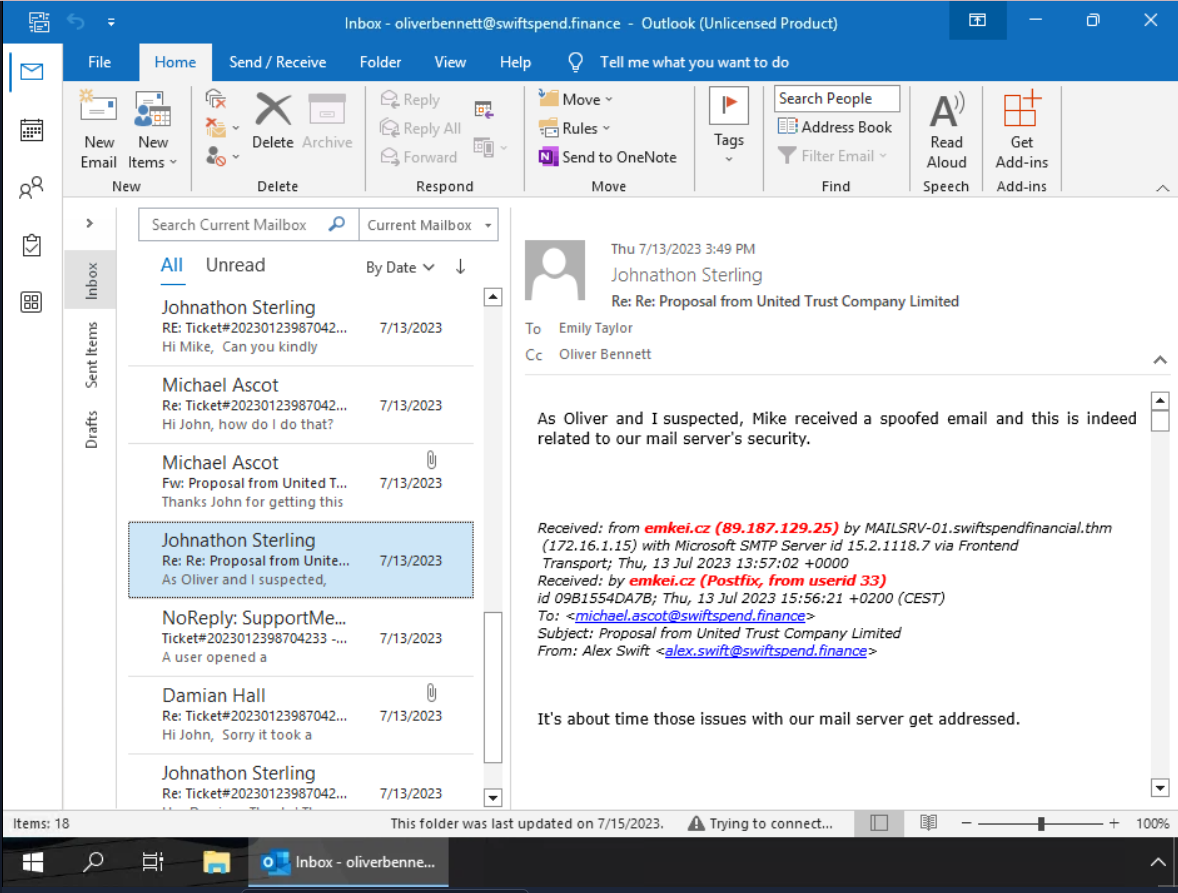 Inbox - oliverbennett@swiftspend.finance - Outlook (Unlicensed Product)
File Home Send / Receive Folder View Help Tell me what you want to do
New Email
New Items
New
Delete
Archive
Delete
Reply
Reply All
Forward
Respond
Move
Rules
Send to OneNote
Move
Tags
Search People
Address Book
Filter Email
Find
Read Aloud
Speech
Get Add-ins
Add-ins
Inbox
Sent Items
Drafts
Search Current Mailbox Current Mailbox
All Unread By Date
Johnathon Sterling
RE: Ticket#20230123987042... 7/13/2023
Hi Mike, Can you kindly
Michael Ascot
Re: Ticket#20230123987042... 7/13/2023
Hi John, how do I do that?
Michael Ascot
Fw: Proposal from United T... 7/13/2023
Thanks John for getting this
Johnathon Sterling
Re: Re: Proposal from Unite... 7/13/2023
As Oliver and I suspected,
NoReply: SupportMe...
Ticket#2023012398704233 -... 7/13/2023
A user opened a
Damian Hall
Re: Ticket#20230123987042... 7/13/2023
Hi John, Sorry it took a
Johnathon Sterling
Re: Ticket#20230123987042... 7/13/2023
Thu 7/13/2023 3:49 PM
Johnathon Sterling
Re: Re: Proposal from United Trust Company Limited
To Emily Taylor
Cc Oliver Bennett
As Oliver and I suspected, Mike received a spoofed email and this is indeed
related to our mail server's security.
Received: from emkei.cz (89.187.129.25) by MAILSRV-01.swiftspendfinancial.thm
(172.16.1.15) with Microsoft SMTP Server id 15.2.1118.7 via Frontend
Transport; Thu, 13 Jul 2023 13:57:02 +0000
Received: by emkei.cz (Postfix, from userid 33)
id 09B1554DA7B; Thu, 13 Jul 2023 15:56:21 +0200 (CEST)
To: <michael.ascot@swiftspend.finance>
Subject: Proposal from United Trust Company Limited
From: Alex Swift <alex.swift@swiftspend.finance>
It's about time those issues with our mail server get addressed.
Items: 18 This folder was last updated on 7/15/2023. Trying to connect... 100%
Inbox - oliverbenne...